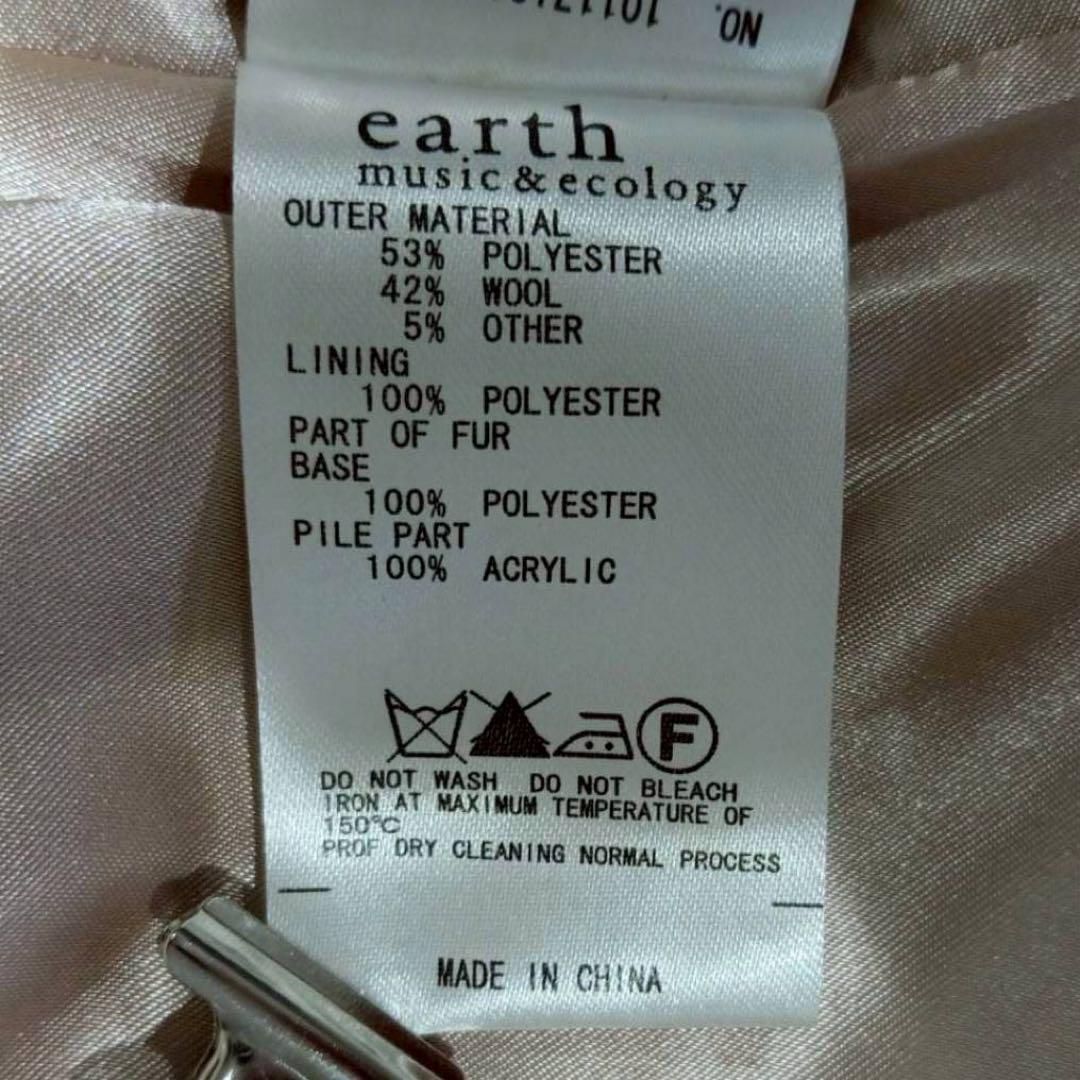 NO.
earth
music&ecology
OUTER MATERIAL
53% POLYESTER
42% WOOL
5% OTHER
LINING
100% POLYESTER
PART OF FUR
BASE
100% POLYESTER
PILE PART
100% ACRYLIC
F
DO NOT WASH DO NOT BLEACH
IRON AT MAXIMUM TEMPERATURE OF
150℃
PROF DRY CLEANING NORMAL PROCESS
MADE IN CHINA